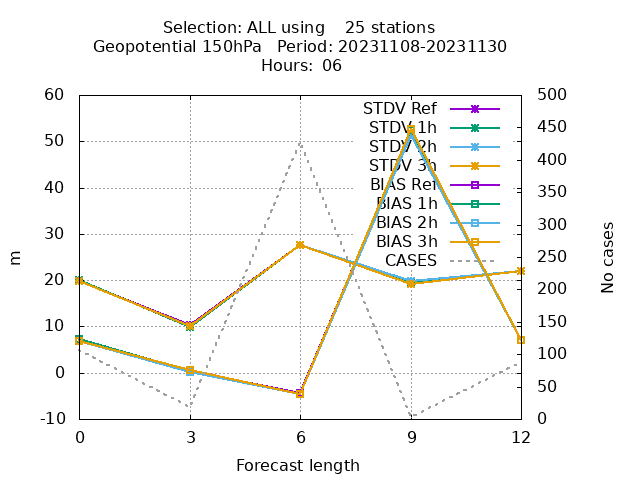 Selection: ALL using    25 stations
Geopotential 150hPa   Period: 20231108-20231130
Hours: 06
60
50
40
30
20
10
0
-10
500
450
400
350
300
250
200
150
100
50
0
STDV Ref
STDV 1h
STDV 2h
STDV 3h
BIAS Ref
BIAS 1h
BIAS 2h
BIAS 3h
CASES
m
No cases
0 3 6 9 12
Forecast length